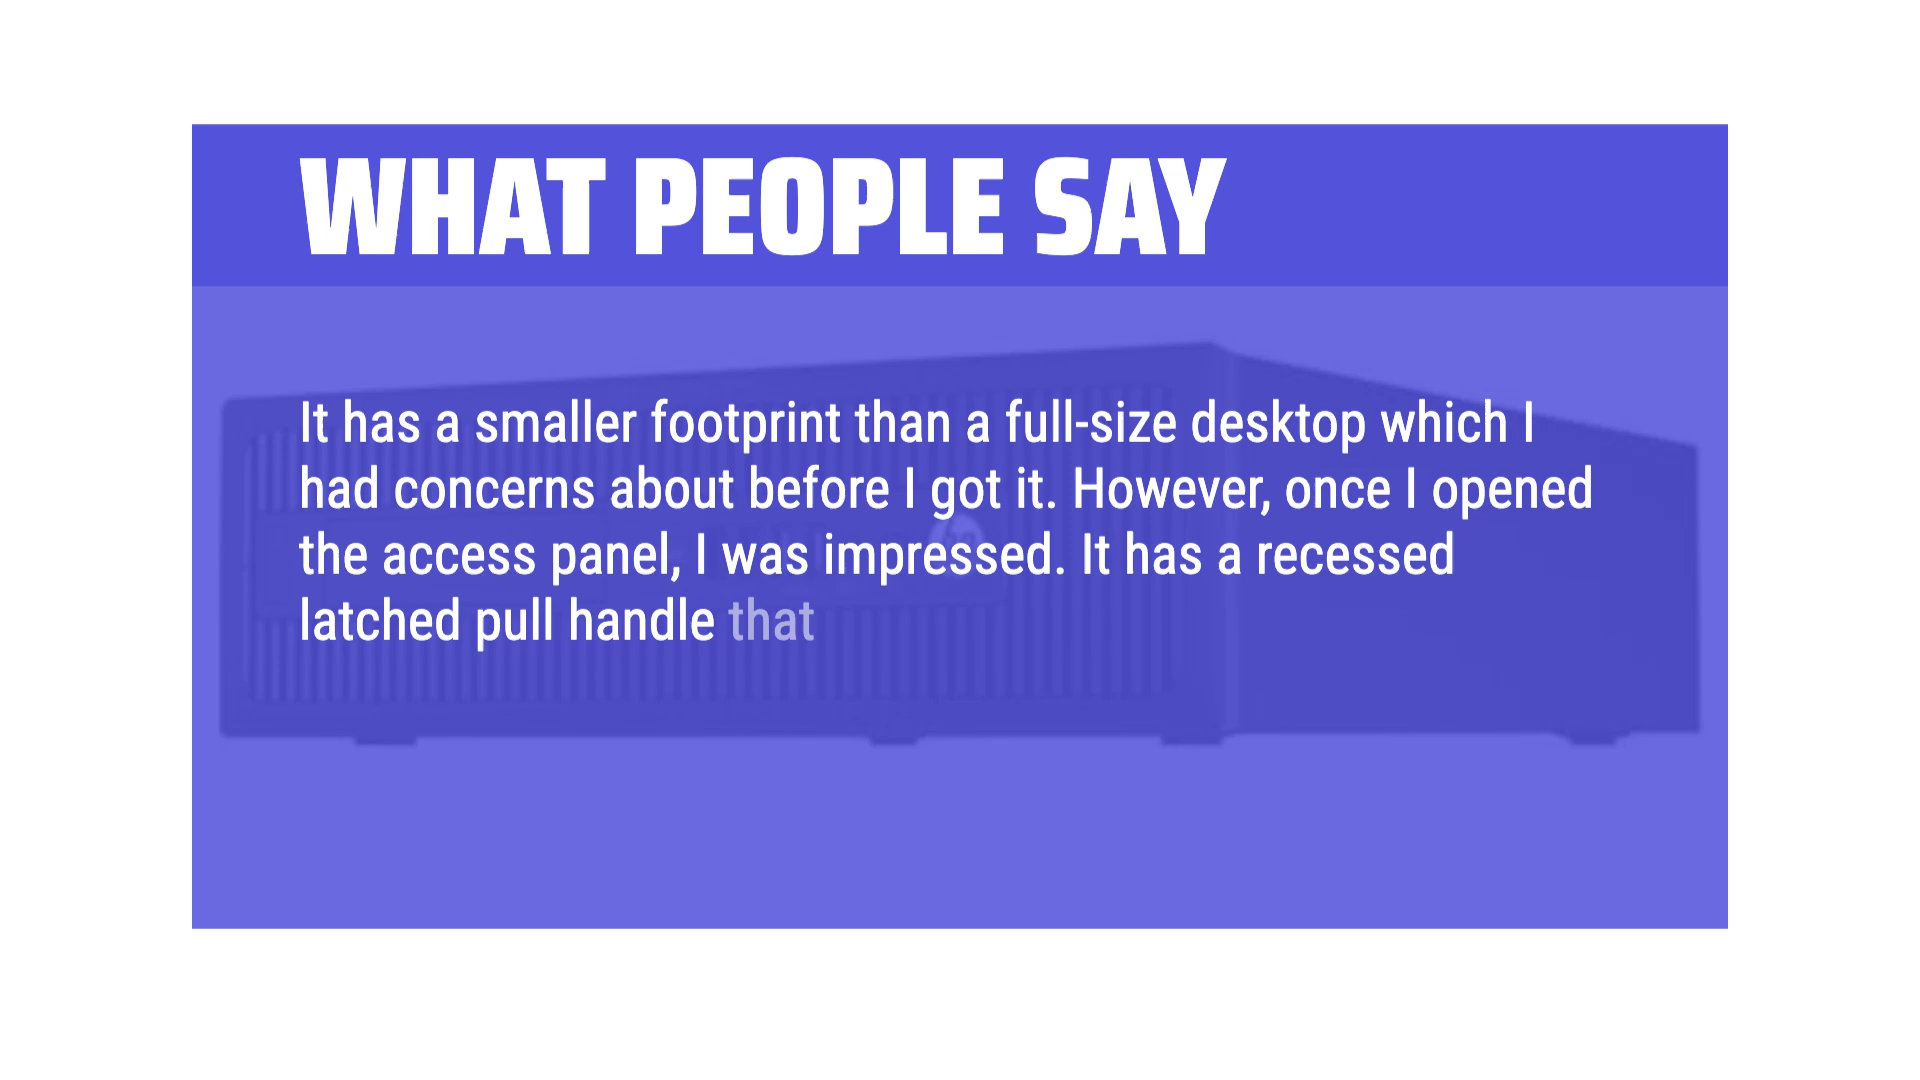 WHAT PEOPLE SAY
It has a smaller footprint than a full-size desktop which I
had concerns about before I got it. However, once I opened
the access panel, I was impressed. It has a recessed
latched pull handle that